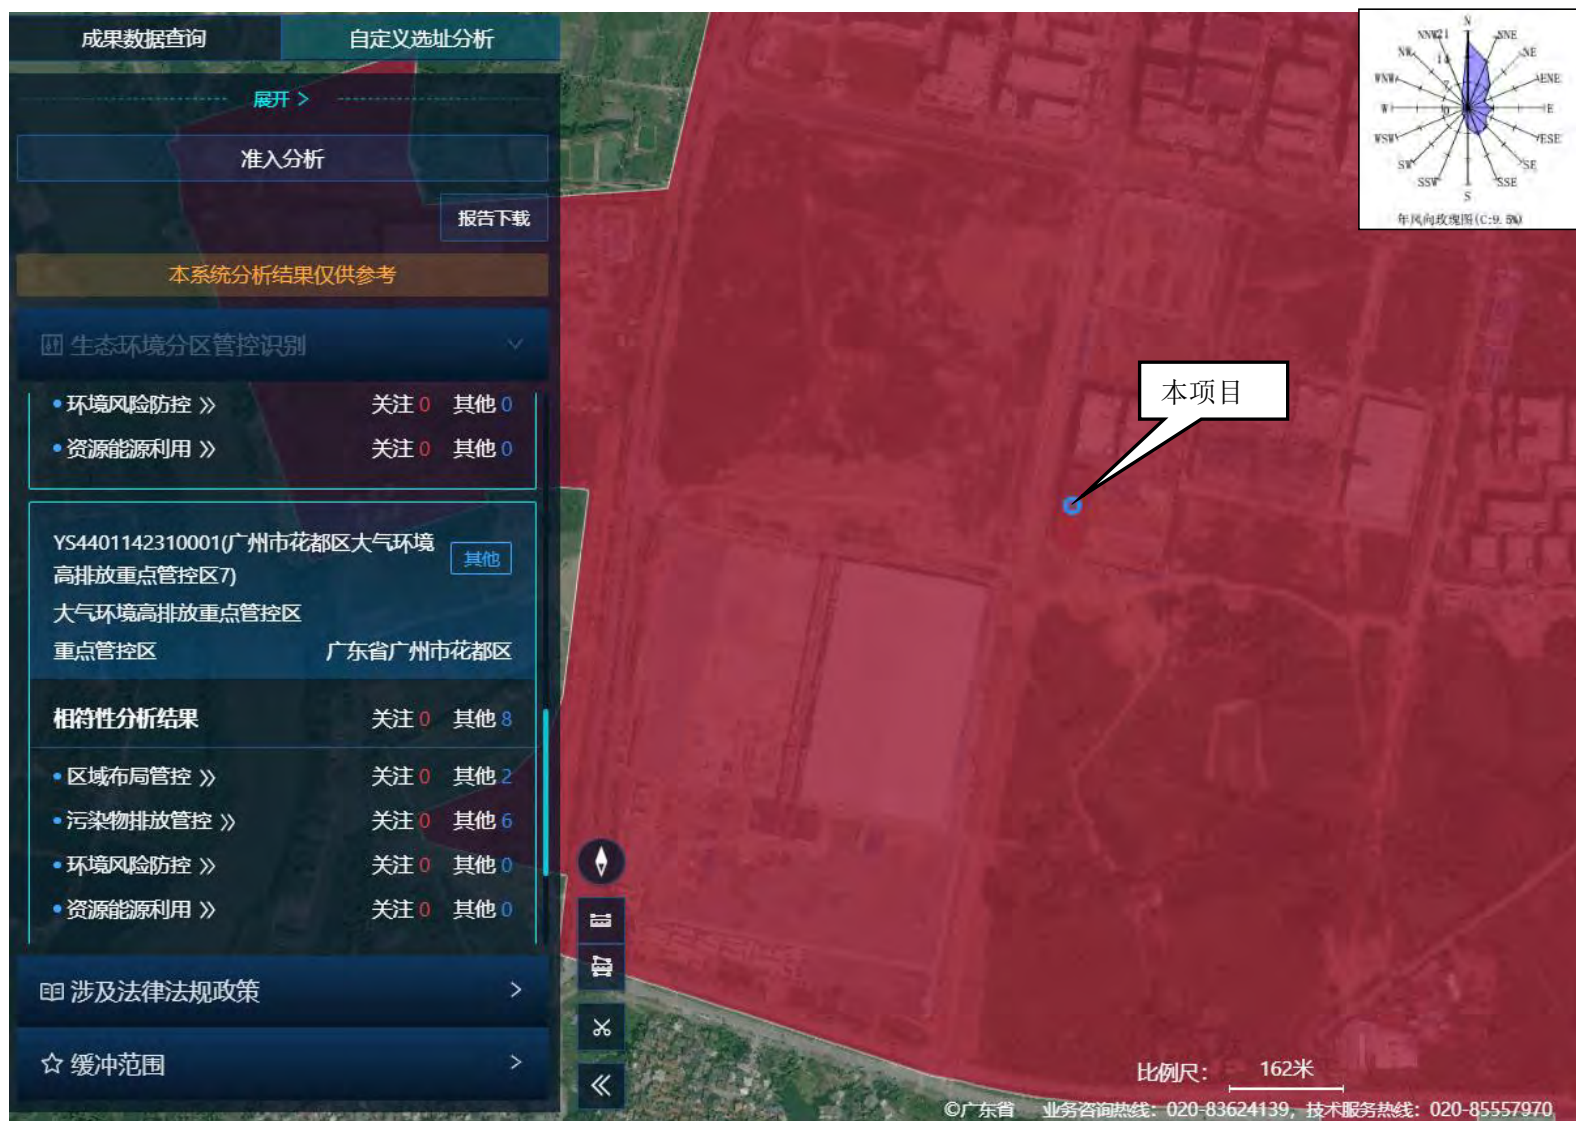 成果数据查询 自定义选址分析
展开 >
准入分析
报告下载
本系统分析结果仅供参考
生态环境分区管控识别
环境风险防控 》 关注 0 其他 0
资源能源利用 》 关注 0 其他 0
YS4401142310001(广州市花都区大气环境
高排放重点管控区7)
其他
大气环境高排放重点管控区
重点管控区 广东省广州市花都区
相符性分析结果 关注 0 其他 8
区域布局管控 》 关注 0 其他 2
污染物排放管控 》 关注 0 其他 6
环境风险防控 》 关注 0 其他 0
资源能源利用 》 关注 0 其他 0
涉及法律法规政策 >
缓冲范围 >
本项目
N
NNW 21 NNE
NW 14 NE
WNW 7 ENE
W 0 E
WSW ESE
SW SE
SSW SSE
S
年风向玫瑰图(C:9.5%)
比例尺： 162米
©广东省 业务咨询热线：020-83624139，技术服务热线：020-85557970